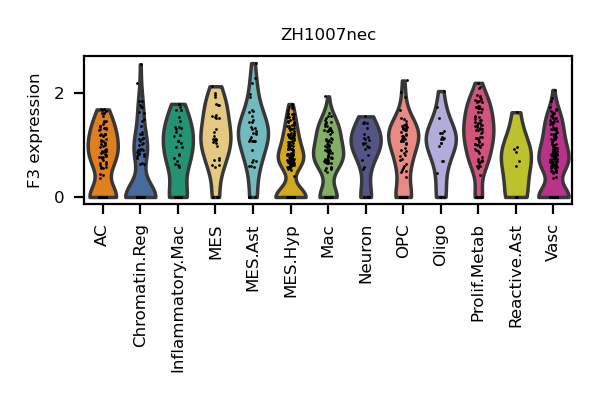 ZH1007nec
F3 expression
2
0
AC
Chromatin.Reg
Inflammatory.Mac
MES
MES.Ast
MES.Hyp
Mac
Neuron
OPC
Oligo
Prolif.Metab
Reactive.Ast
Vasc